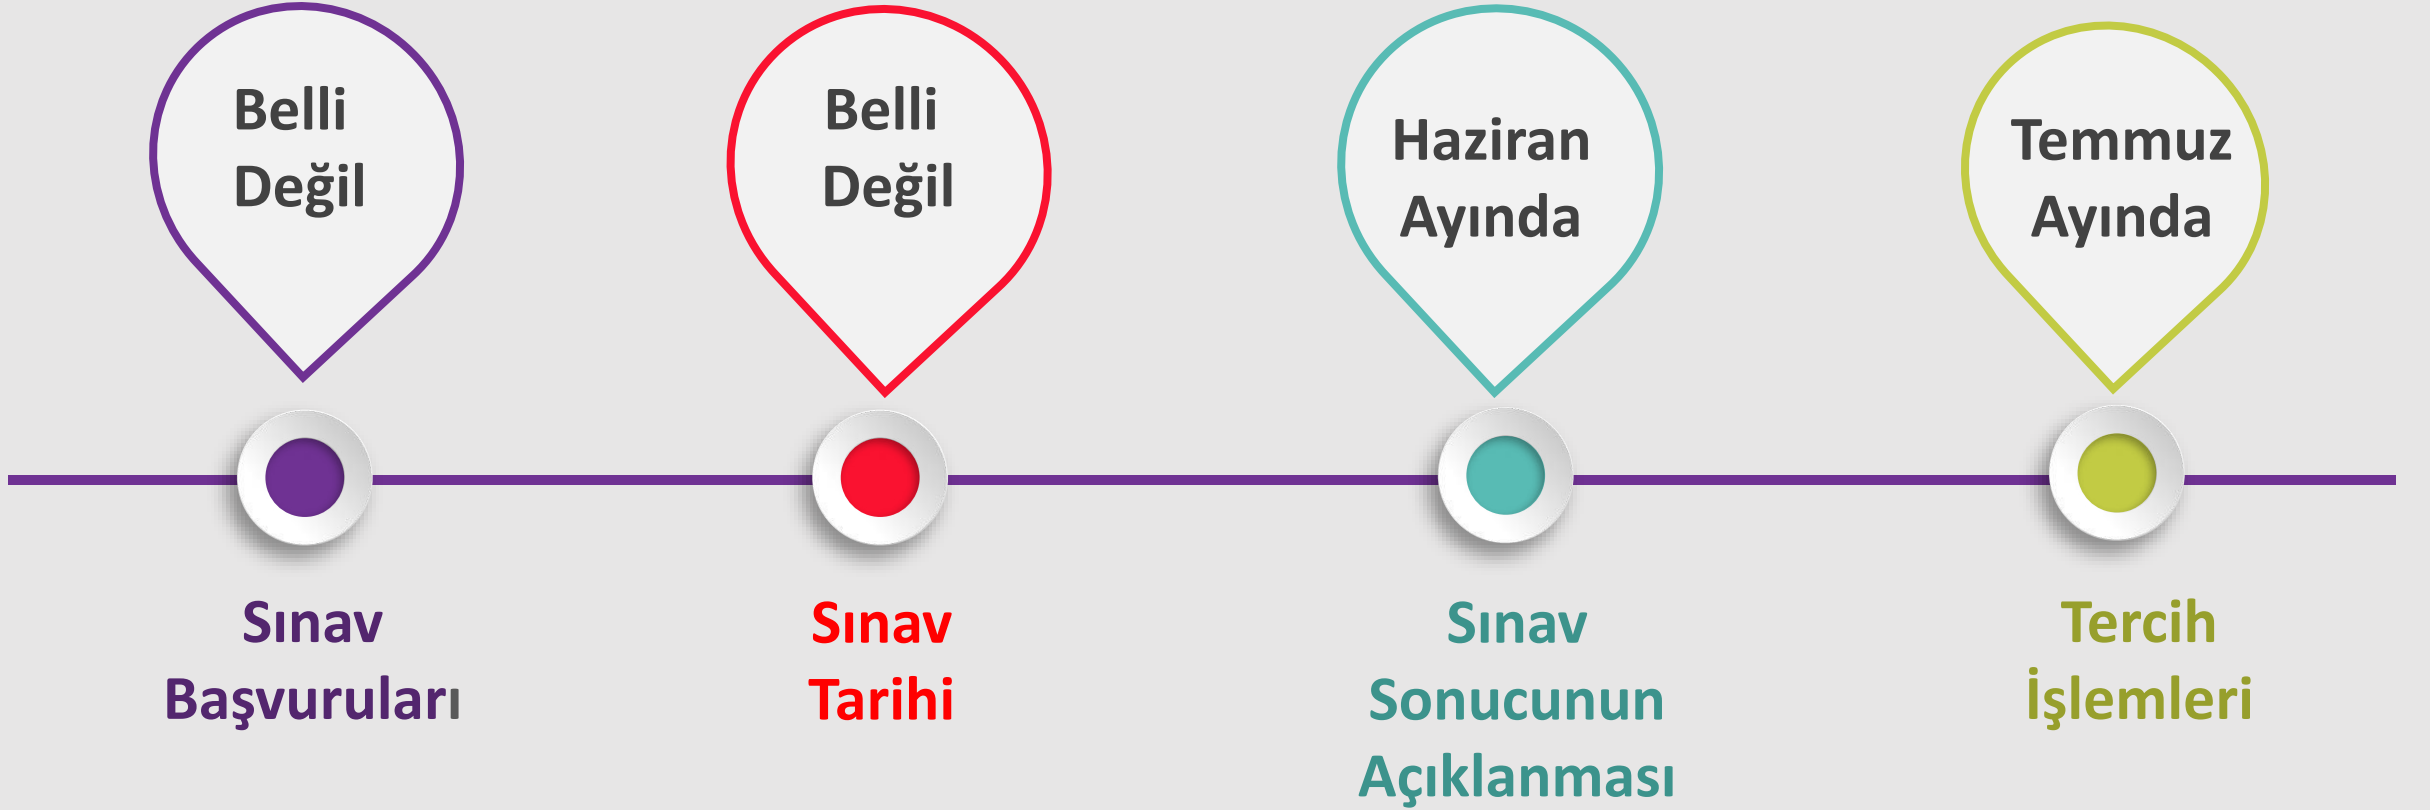 Belli
Değil
Belli
Değil
Haziran
Ayında
Temmuz
Ayında
Sınav
Başvuruları
Sınav
Tarihi
Sınav
Sonucunun
Açıklanması
Tercih
İşlemleri